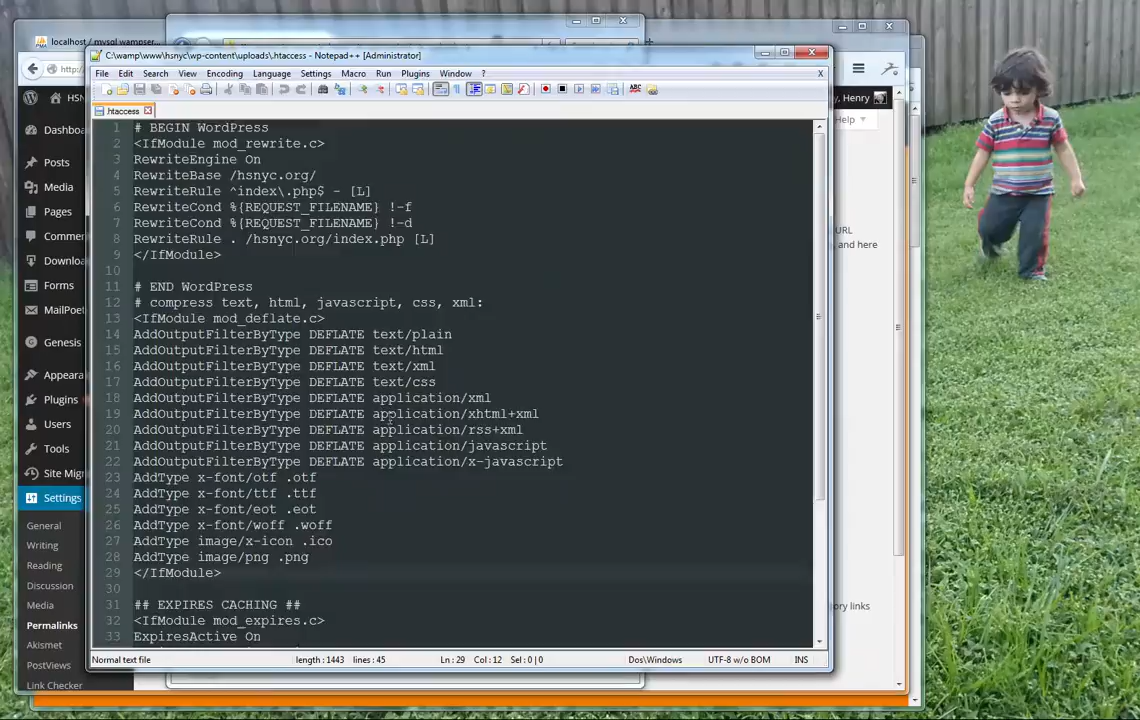 localhost / mysql wampser...
C:\wamp\www\hsnyc\wp-content\uploads\.htaccess - Notepad++ [Administrator]
File Edit Search View Encoding Language Settings Macro Run Plugins Window ? X
ABC
.htaccess
1 # BEGIN WordPress
2 <IfModule mod_rewrite.c>
3 RewriteEngine On
4 RewriteBase /hsnyc.org/
5 RewriteRule ^index\.php$ - [L]
6 RewriteCond %{REQUEST_FILENAME} !-f
7 RewriteCond %{REQUEST_FILENAME} !-d
8 RewriteRule . /hsnyc.org/index.php [L]
9 </IfModule>
10
11 # END WordPress
12 # compress text, html, javascript, css, xml:
13 <IfModule mod_deflate.c>
14 AddOutputFilterByType DEFLATE text/plain
15 AddOutputFilterByType DEFLATE text/html
16 AddOutputFilterByType DEFLATE text/xml
17 AddOutputFilterByType DEFLATE text/css
18 AddOutputFilterByType DEFLATE application/xml
19 AddOutputFilterByType DEFLATE application/xhtml+xml
20 AddOutputFilterByType DEFLATE application/rss+xml
21 AddOutputFilterByType DEFLATE application/javascript
22 AddOutputFilterByType DEFLATE application/x-javascript
23 AddType x-font/otf .otf
24 AddType x-font/ttf .ttf
25 AddType x-font/eot .eot
26 AddType x-font/woff .woff
27 AddType image/x-icon .ico
28 AddType image/png .png
29 </IfModule>
30
31 ## EXPIRES CACHING ##
32 <IfModule mod_expires.c>
33 ExpiresActive On
Normal text file length : 1443 lines : 45 Ln : 29 Col : 12 Sel : 0 | 0 Dos\Windows UTF-8 w/o BOM INS
http://
HSN
Dashboa
Posts
Media
Pages
Commer
Downloa
Forms
MailPoet
Genesis
Appeara
Plugins
Users
Tools
Site Migr
Settings
General
Writing
Reading
Discussion
Media
Permalinks
Akismet
PostViews
Link Checker
y, Henry
Help
URL
and here
ory links